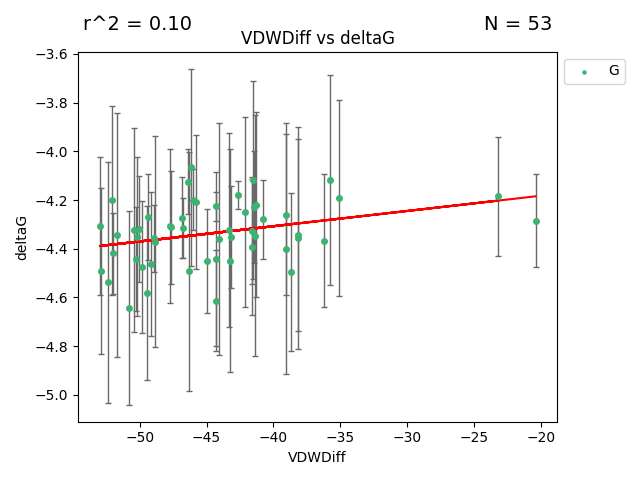 r^2 = 0.10
N = 53
VDWDiff vs deltaG
G
−3.6
−3.8
−4.0
−4.2
−4.4
−4.6
−4.8
−5.0
deltaG
−50
−45
−40
−35
−30
−25
−20
VDWDiff